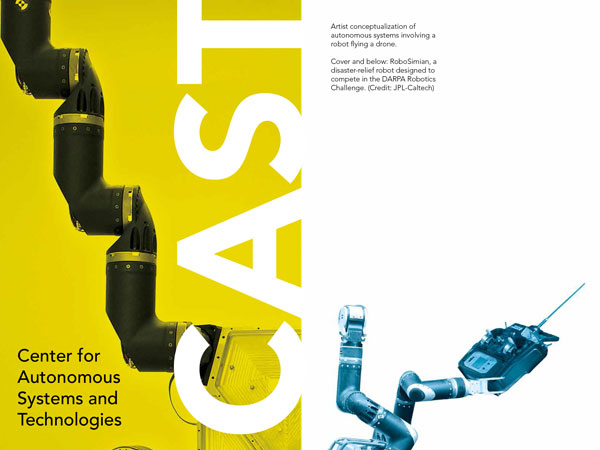 CAST
Center for
Autonomous
Systems and
Technologies
Artist conceptualization of
autonomous systems involving a
robot flying a drone.
Cover and below: RoboSimian, a
disaster-relief robot designed to
compete in the DARPA Robotics
Challenge. (Credit: JPL-Caltech)